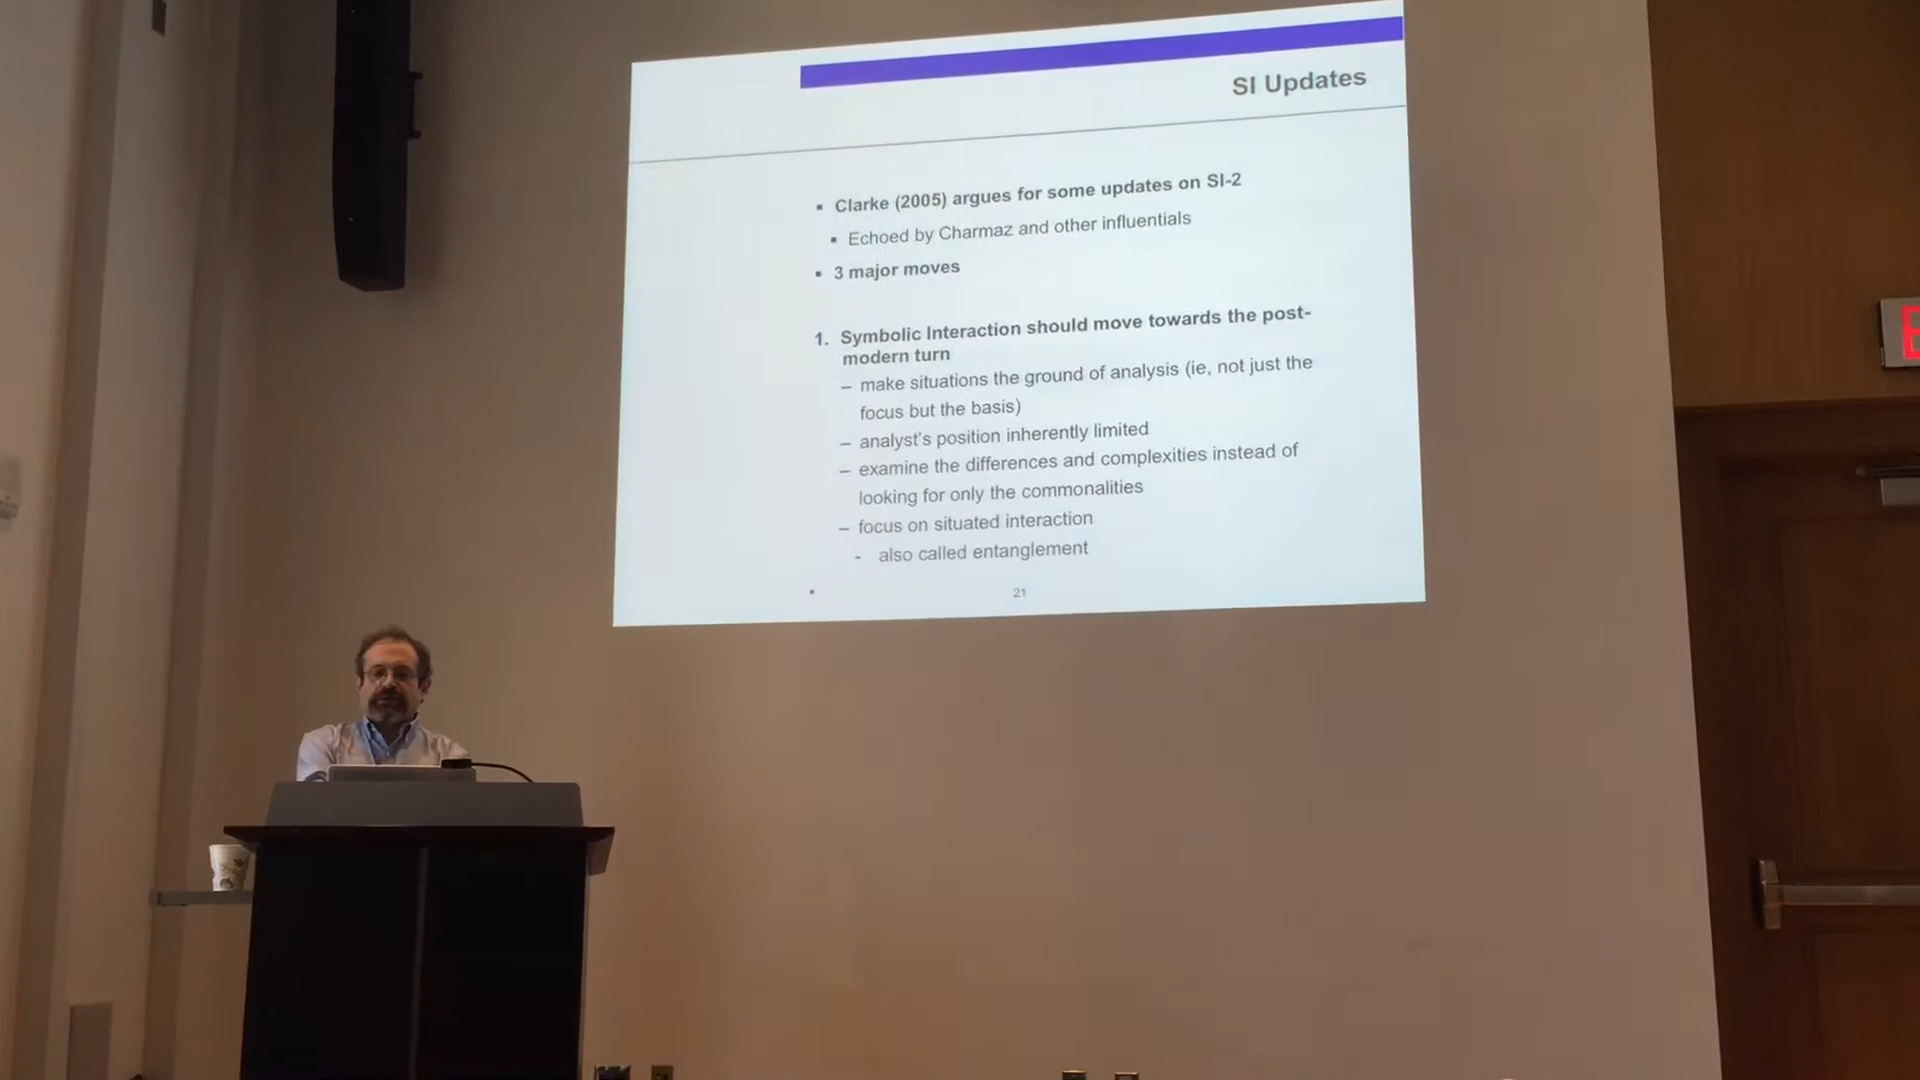 SI Updates
▪ Clarke (2005) argues for some updates on SI-2
▪ Echoed by Charmaz and other influentials
▪ 3 major moves
1. Symbolic Interaction should move towards the post-
modern turn
– make situations the ground of analysis (ie, not just the
focus but the basis)
– analyst's position inherently limited
– examine the differences and complexities instead of
looking for only the commonalities
– focus on situated interaction
- also called entanglement
• 21
E